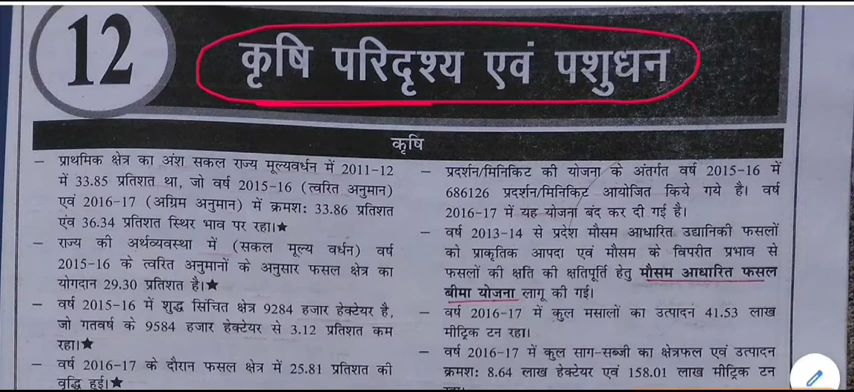 12
कृषि परिदृश्य एवं पशुधन
कृषि
– प्राथमिक क्षेत्र का अंश सकल राज्य मूल्यवर्धन में 2011-12
में 33.85 प्रतिशत था, जो वर्ष 2015-16 (त्वरित अनुमान)
एवं 2016-17 (अग्रिम अनुमान) में क्रमश: 33.86 प्रतिशत
एंव 36.34 प्रतिशत स्थिर भाव पर रहा।★
– राज्य की अर्थव्यवस्था में (सकल मूल्य वर्धन) वर्ष
2015-16 के त्वरित अनुमानों के अनुसार फसल क्षेत्र का
योगदान 29.30 प्रतिशत है।★
– वर्ष 2015-16 में शुद्ध सिंचित क्षेत्र 9284 हजार हेक्टेयर है,
जो गतवर्ष के 9584 हजार हेक्टेयर से 3.12 प्रतिशत कम
रहा।★
– वर्ष 2016-17 के दौरान फसल क्षेत्र में 25.81 प्रतिशत की
वृद्धि हुई।★
– प्रदर्शन/मिनिकिट की योजना के अंतर्गत वर्ष 2015-16 में
686126 प्रदर्शन/मिनिकिट आयोजित किये गये है। वर्ष
2016-17 में यह योजना बंद कर दी गई है।
– वर्ष 2013-14 से प्रदेश मौसम आधारित उद्यानिकी फसलों
को प्राकृतिक आपदा एवं मौसम के विपरीत प्रभाव से
फसलों की क्षति की क्षतिपूर्ति हेतु मौसम आधारित फसल
बीमा योजना लागू की गई।
– वर्ष 2016-17 में कुल मसालों का उत्पादन 41.53 लाख
मीट्रिक टन रहा।
– वर्ष 2016-17 में कुल साग-सब्जी का क्षेत्रफल एवं उत्पादन
क्रमश: 8.64 लाख हेक्टेयर एवं 158.01 लाख मीट्रिक टन